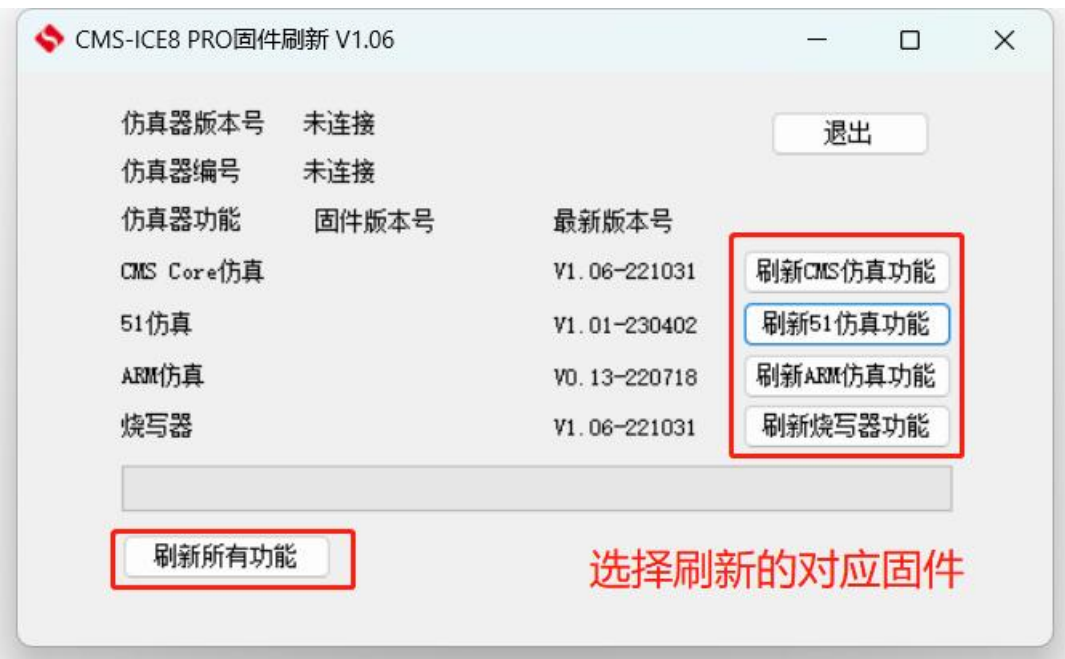 CMS-ICE8 PRO固件刷新 V1.06
仿真器版本号 未连接 退出
仿真器编号 未连接
仿真器功能 固件版本号 最新版本号
CMS Core仿真 V1.06-221031 刷新CMS仿真功能
51仿真 V1.01-230402 刷新51仿真功能
ARM仿真 V0.13-220718 刷新ARM仿真功能
烧写器 V1.06-221031 刷新烧写器功能
刷新所有功能 选择刷新的对应固件